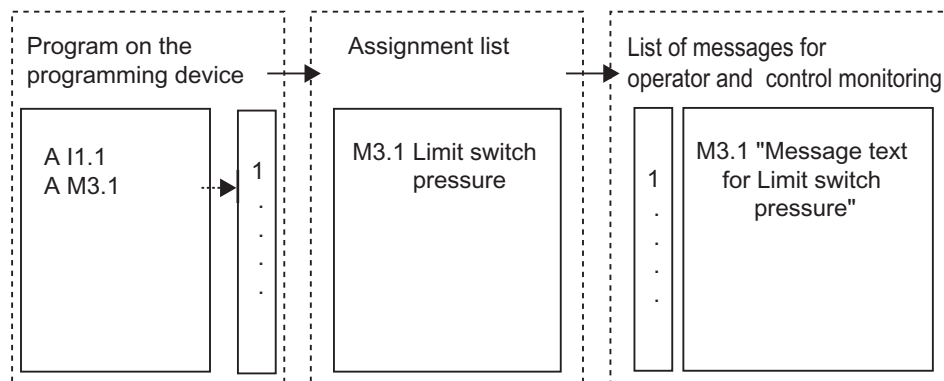 Program on the
programming device
A I1.1
A M3.1
1
.
.
.
.
Assignment list
M3.1 Limit switch
pressure
List of messages for
operator and control monitoring
1
.
.
.
.
M3.1 "Message text
for Limit switch
pressure"